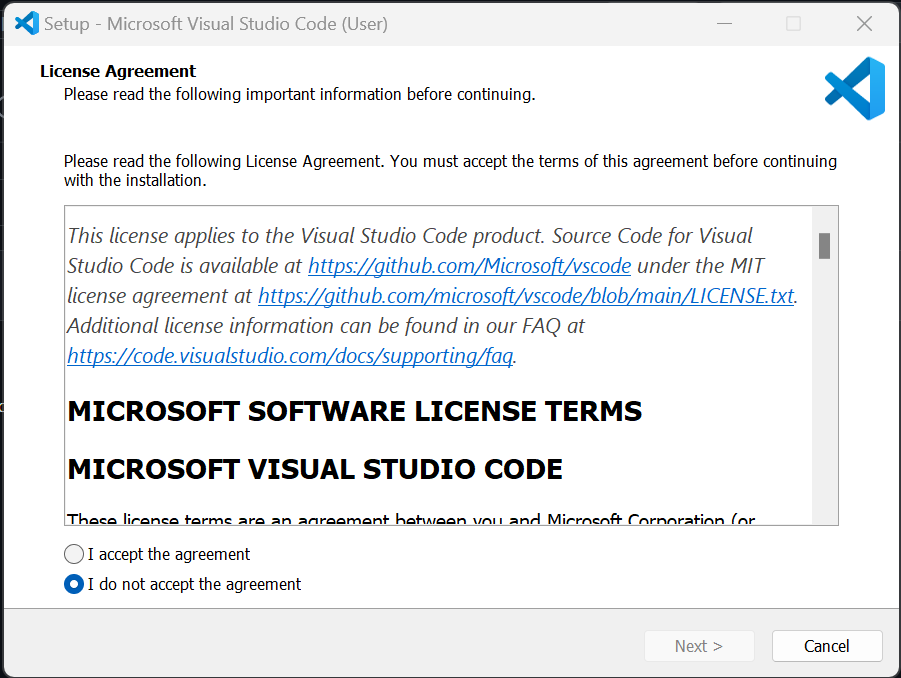 Setup - Microsoft Visual Studio Code (User)
License Agreement
Please read the following important information before continuing.
Please read the following License Agreement. You must accept the terms of this agreement before continuing
with the installation.
This license applies to the Visual Studio Code product. Source Code for Visual
Studio Code is available at https://github.com/Microsoft/vscode under the MIT
license agreement at https://github.com/microsoft/vscode/blob/main/LICENSE.txt.
Additional license information can be found in our FAQ at
https://code.visualstudio.com/docs/supporting/faq.
MICROSOFT SOFTWARE LICENSE TERMS
MICROSOFT VISUAL STUDIO CODE
These license terms are an agreement between you and Microsoft Corporation (or
I accept the agreement
I do not accept the agreement
Next >
Cancel